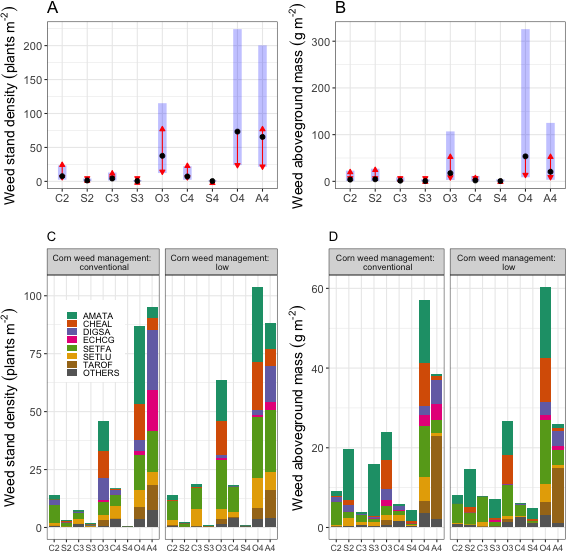 A
Weed stand density (plants m⁻²)
200
150
100
50
0
C2 S2 C3 S3 O3 C4 S4 O4 A4
B
Weed aboveground mass (g m⁻²)
300
200
100
0
C2 S2 C3 S3 O3 C4 S4 O4 A4
C
Weed stand density (plants m⁻²)
Corn weed management:
conventional
Corn weed management:
low
100
75
50
25
0
AMATA
CHEAL
DIGSA
ECHCG
SETFA
SETLU
TAROF
OTHERS
C2 S2 C3 S3 O3 C4 S4 O4 A4
C2 S2 C3 S3 O3 C4 S4 O4 A4
D
Weed aboveground mass (g m⁻²)
Corn weed management:
conventional
Corn weed management:
low
60
40
20
0
C2 S2 C3 S3 O3 C4 S4 O4 A4
C2 S2 C3 S3 O3 C4 S4 O4 A4